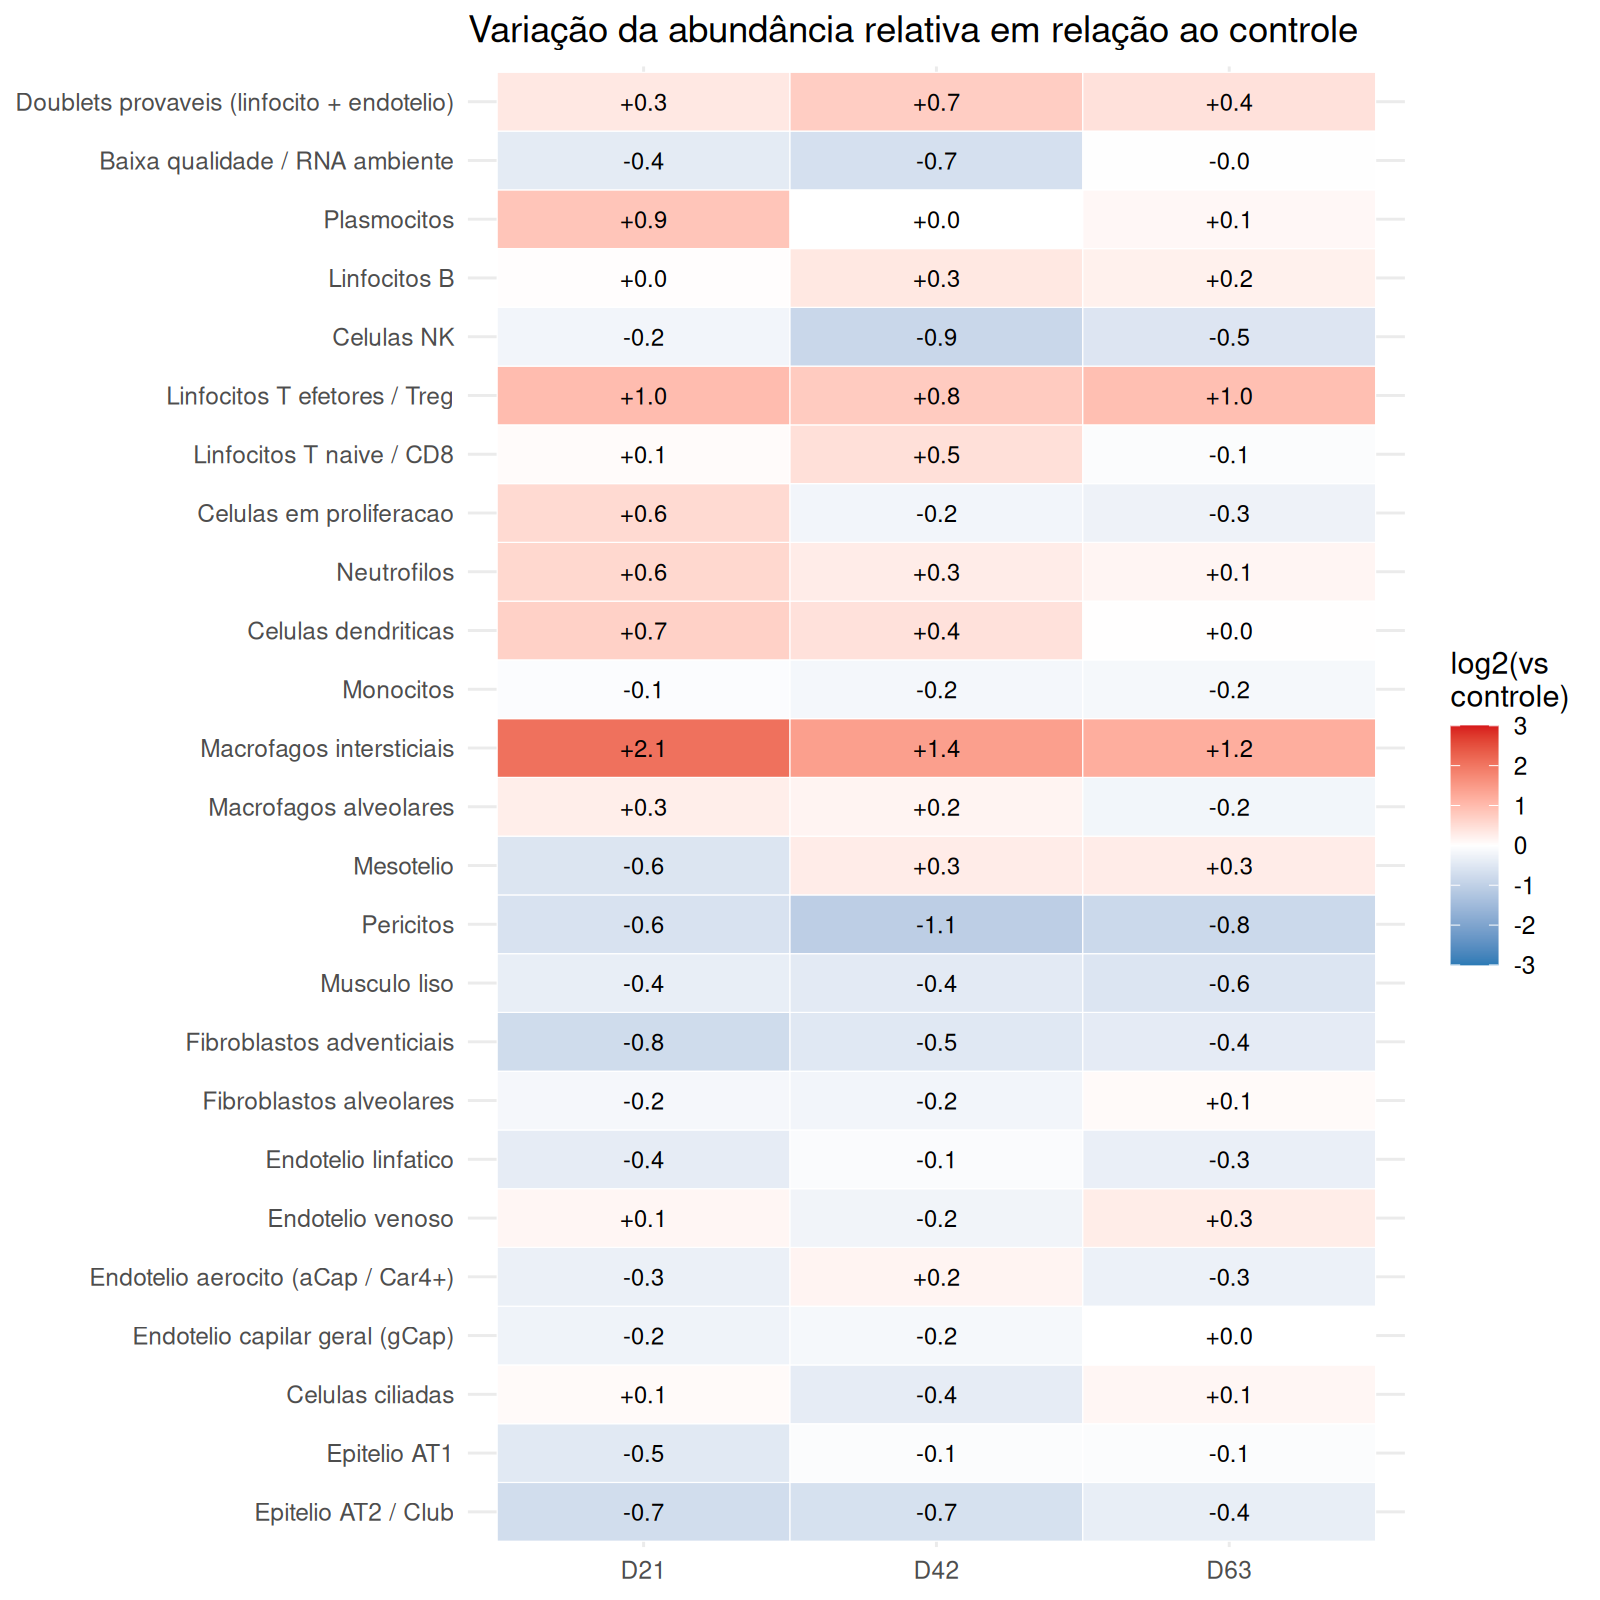 Variação da abundância relativa em relação ao controle
Doublets provaveis (linfocito + endotelio) +0.3 +0.7 +0.4
Baixa qualidade / RNA ambiente -0.4 -0.7 -0.0
Plasmocitos +0.9 +0.0 +0.1
Linfocitos B +0.0 +0.3 +0.2
Celulas NK -0.2 -0.9 -0.5
Linfocitos T efetores / Treg +1.0 +0.8 +1.0
Linfocitos T naive / CD8 +0.1 +0.5 -0.1
Celulas em proliferacao +0.6 -0.2 -0.3
Neutrofilos +0.6 +0.3 +0.1
Celulas dendriticas +0.7 +0.4 +0.0
Monocitos -0.1 -0.2 -0.2
Macrofagos intersticiais +2.1 +1.4 +1.2
Macrofagos alveolares +0.3 +0.2 -0.2
Mesotelio -0.6 +0.3 +0.3
Pericitos -0.6 -1.1 -0.8
Musculo liso -0.4 -0.4 -0.6
Fibroblastos adventiciais -0.8 -0.5 -0.4
Fibroblastos alveolares -0.2 -0.2 +0.1
Endotelio linfatico -0.4 -0.1 -0.3
Endotelio venoso +0.1 -0.2 +0.3
Endotelio aerocito (aCap / Car4+) -0.3 +0.2 -0.3
Endotelio capilar geral (gCap) -0.2 -0.2 +0.0
Celulas ciliadas +0.1 -0.4 +0.1
Epitelio AT1 -0.5 -0.1 -0.1
Epitelio AT2 / Club -0.7 -0.7 -0.4
D21 D42 D63
log2(vs
controle)
3
2
1
0
-1
-2
-3